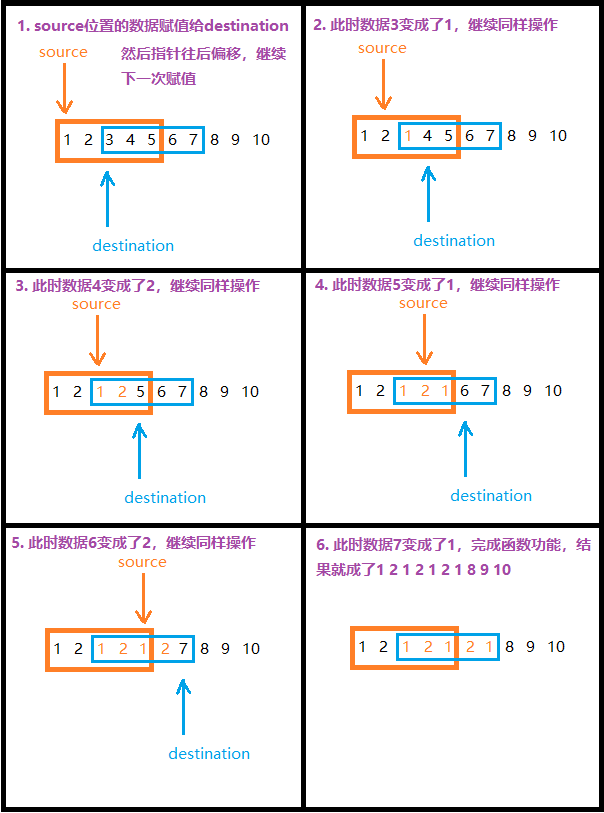 1. source位置的数据赋值给destination
然后指针往后偏移，继续
下一次赋值
source
1 2 3 4 5 6 7 8 9 10
destination
2. 此时数据3变成了1，继续同样操作
source
1 2 1 4 5 6 7 8 9 10
destination
3. 此时数据4变成了2，继续同样操作
source
1 2 1 2 5 6 7 8 9 10
destination
4. 此时数据5变成了1，继续同样操作
source
1 2 1 2 1 6 7 8 9 10
destination
5. 此时数据6变成了2，继续同样操作
source
1 2 1 2 1 2 7 8 9 10
destination
6. 此时数据7变成了1，完成函数功能，结
果就成了1 2 1 2 1 2 1 8 9 10
1 2 1 2 1 2 1 8 9 10